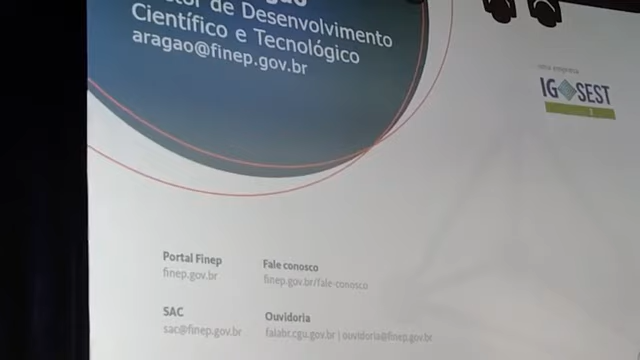 de Desenvolvimento
Científico e Tecnológico
aragao@finep.gov.br
IG SEST
Portal Finep
finep.gov.br
Fale conosco
finep.gov.br/fale-conosco
SAC
sac@finep.gov.br
Ouvidoria
falabr.cgu.gov.br | ouvidoria@finep.gov.br